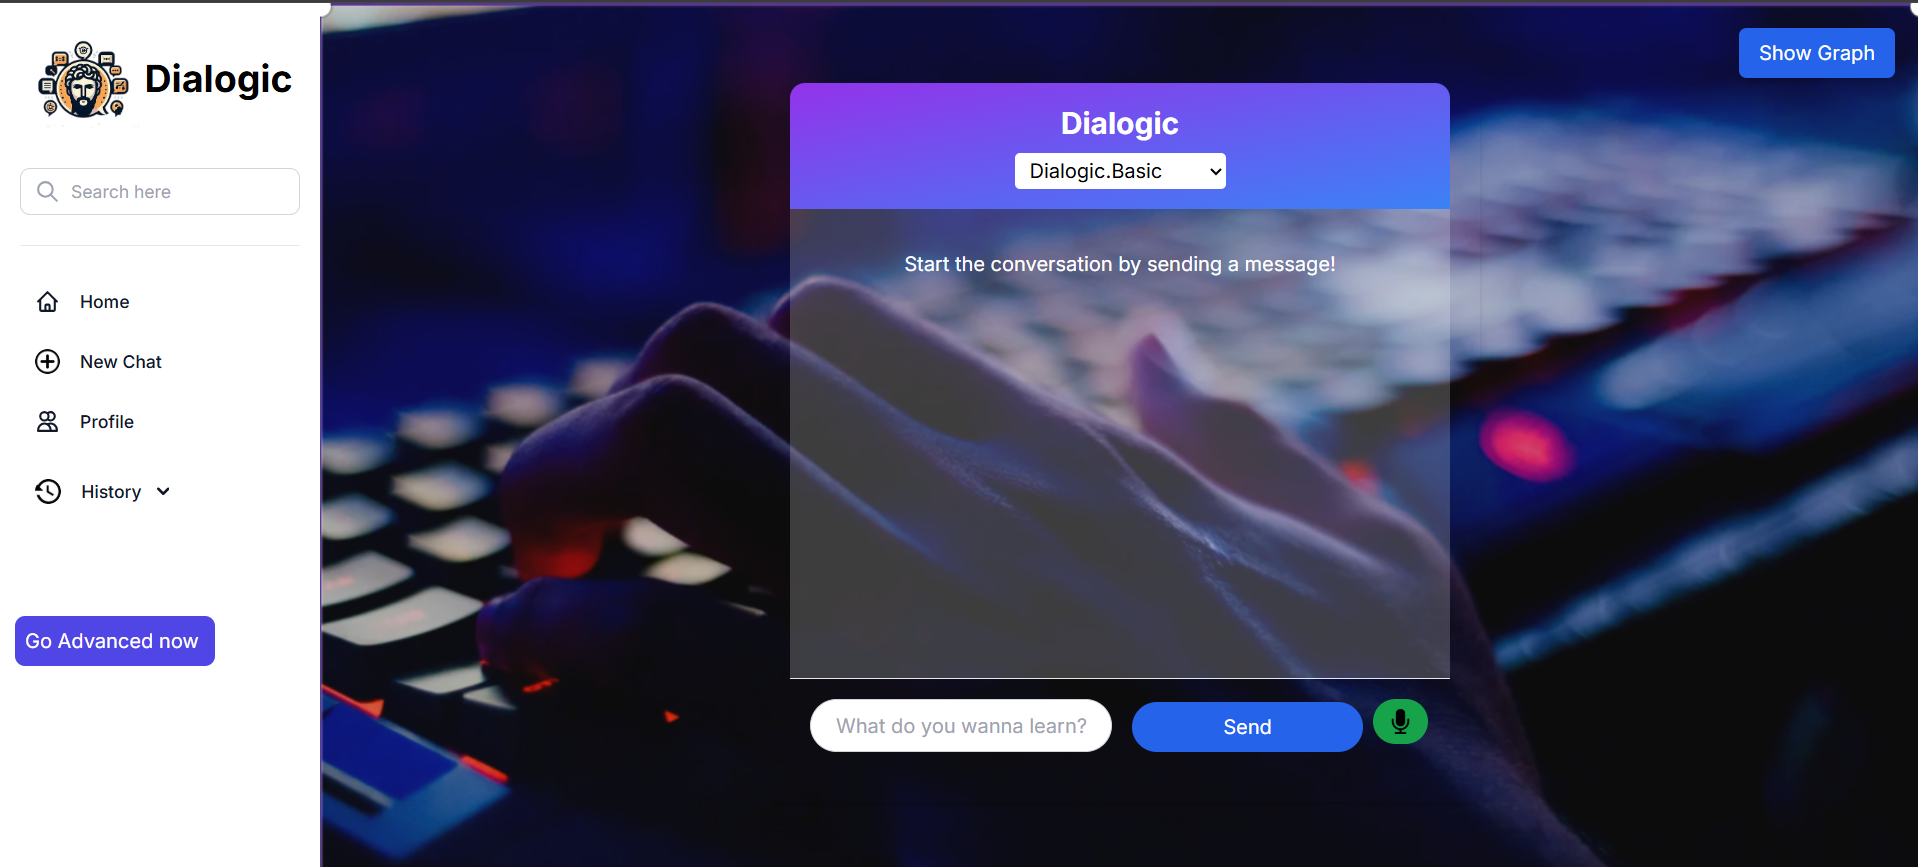 Dialogic
Search here
Home
New Chat
Profile
History
Go Advanced now
Show Graph
Dialogic
Dialogic.Basic
Start the conversation by sending a message!
What do you wanna learn?
Send